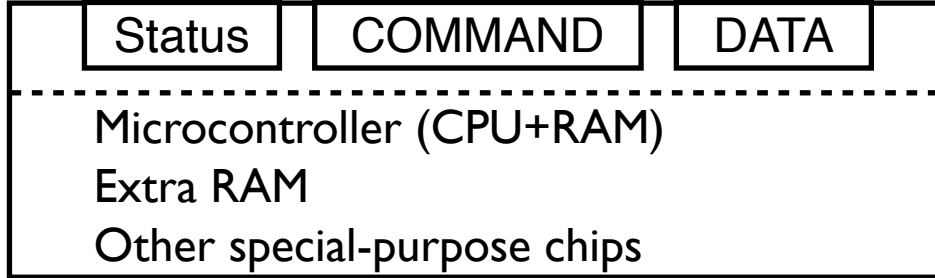 Status COMMAND DATA
Microcontroller (CPU+RAM)
Extra RAM
Other special-purpose chips